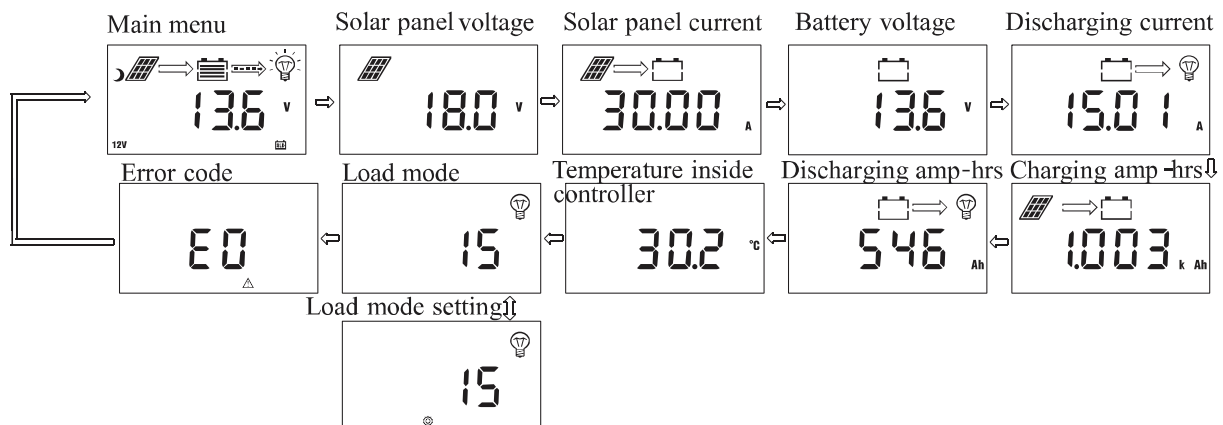 Main menu
Solar panel voltage
Solar panel current
Battery voltage
Discharging current
13.6 V
12V
18.0 V
30.00 A
13.6 V
15.01 A
Error code
Load mode
Temperature inside
controller
Discharging amp-hrs
Charging amp-hrs
E0
15
30.2 °C
546 Ah
1.003 k Ah
Load mode setting
15